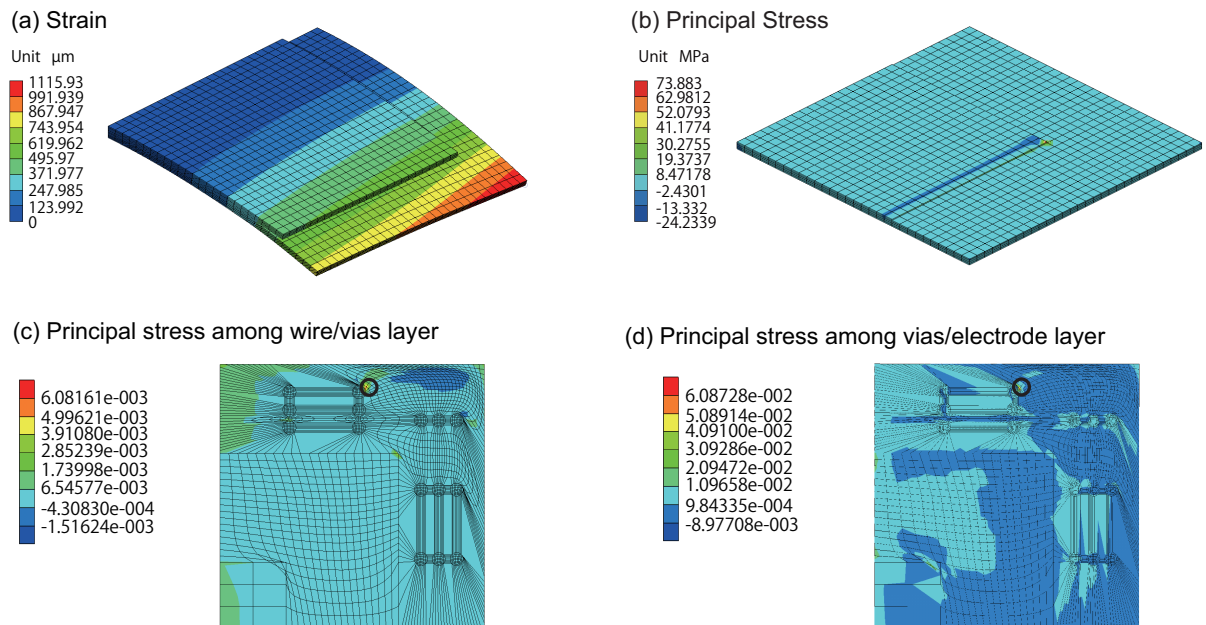 (a) Strain
Unit μm
1115.93
991.939
867.947
743.954
619.962
495.97
371.977
247.985
123.992
0
(b) Principal Stress
Unit MPa
73.883
62.9812
52.0793
41.1774
30.2755
19.3737
8.47178
-2.4301
-13.332
-24.2339
(c) Principal stress among wire/vias layer
6.08161e-003
4.99621e-003
3.91080e-003
2.85239e-003
1.73998e-003
6.54577e-003
-4.30830e-004
-1.51624e-003
(d) Principal stress among vias/electrode layer
6.08728e-002
5.08914e-002
4.09100e-002
3.09286e-002
2.09472e-002
1.09658e-002
9.84335e-004
-8.97708e-003